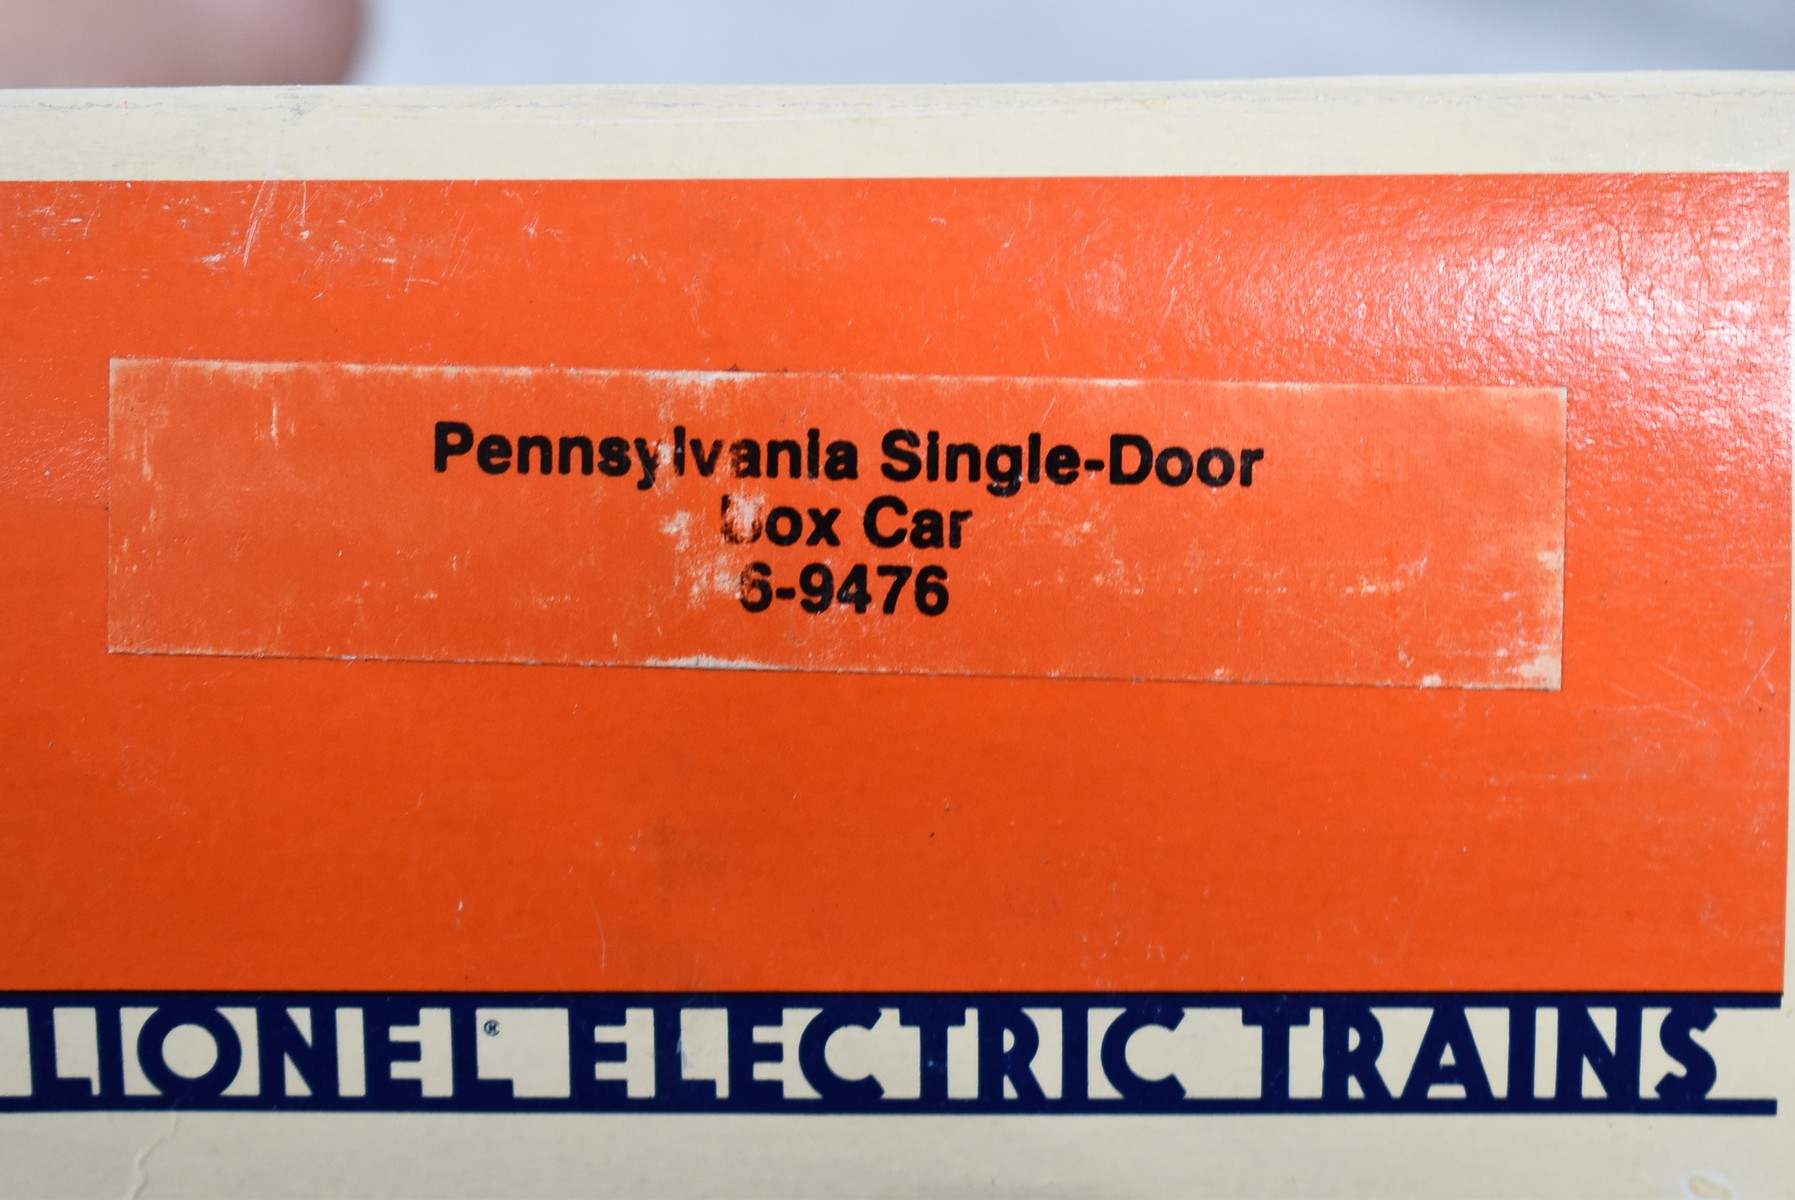 Pennsylvania Single-Door
Box Car
6-9476
LIONEL® ELECTRIC TRAINS